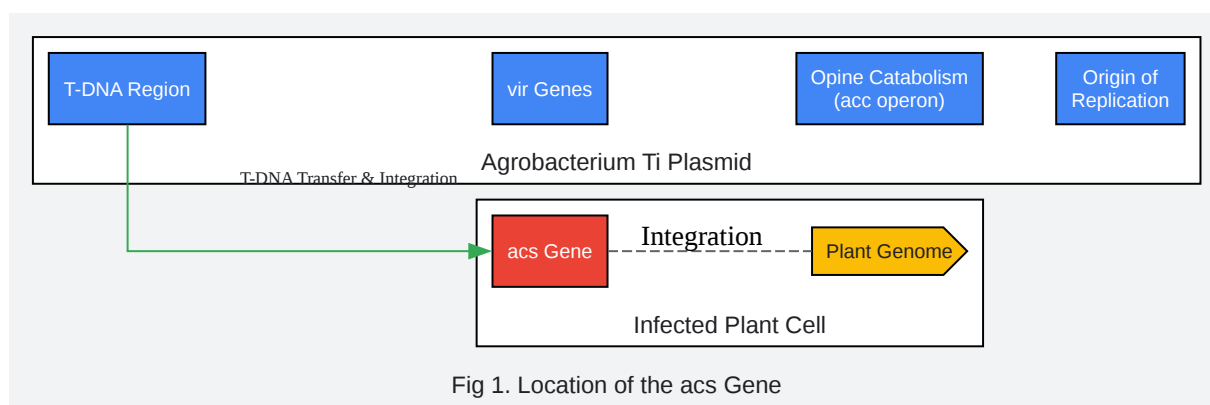 T-DNA Region
vir Genes
Opine Catabolism
(acc operon)
Origin of
Replication
Agrobacterium Ti Plasmid
T-DNA Transfer & Integration
acs Gene
Integration
Plant Genome
Infected Plant Cell
Fig 1. Location of the acs Gene